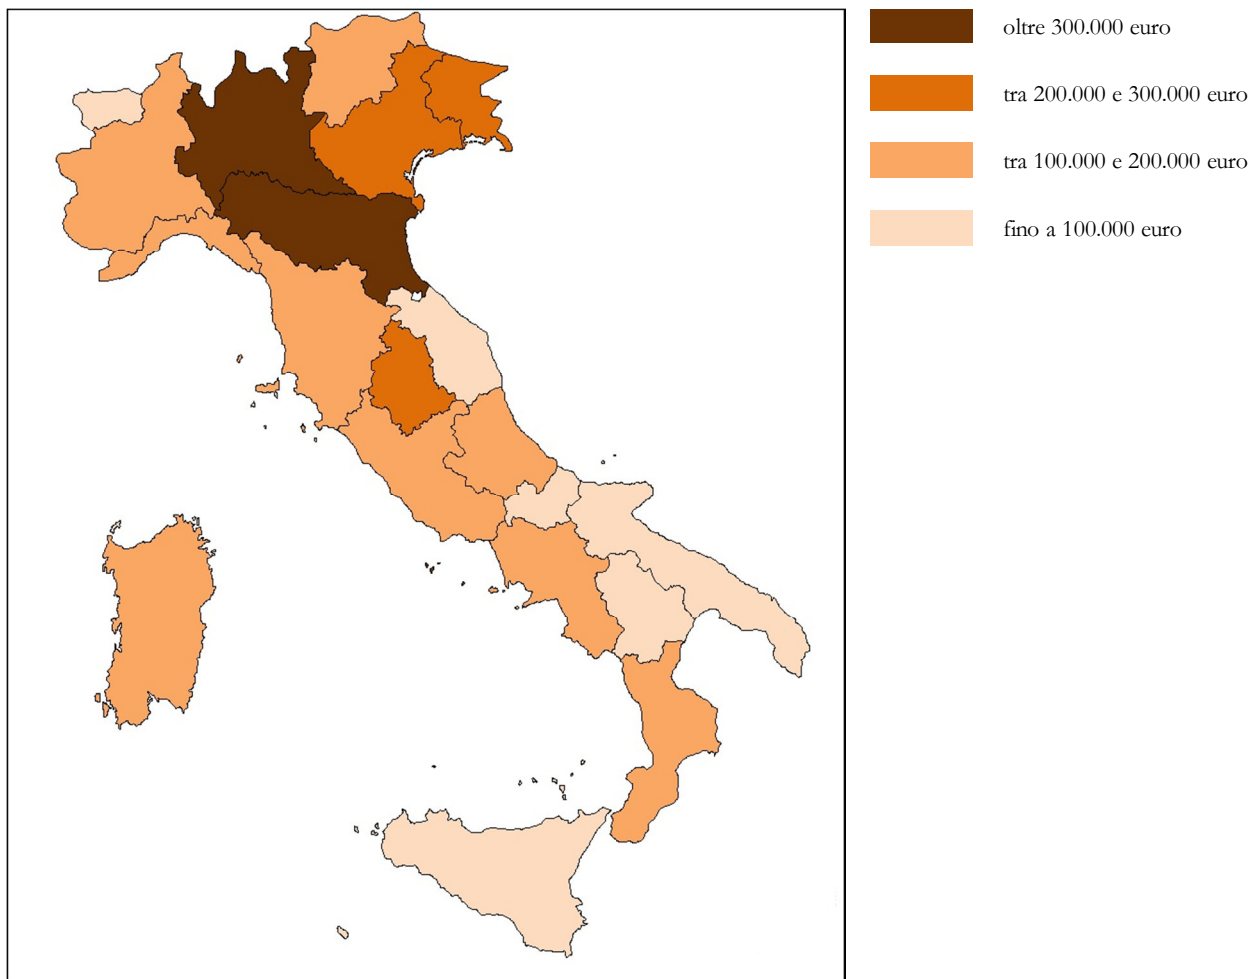 oltre 300.000 euro
tra 200.000 e 300.000 euro
tra 100.000 e 200.000 euro
fino a 100.000 euro